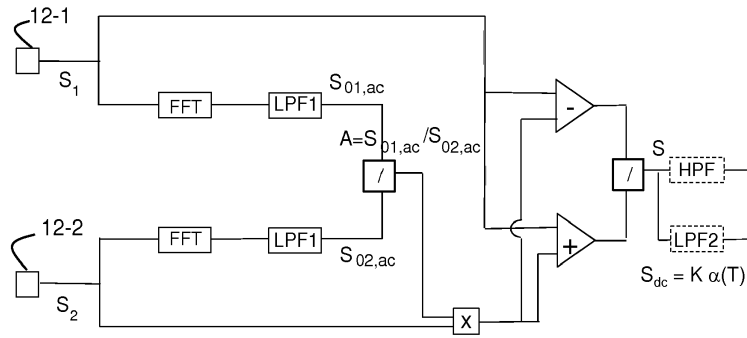 12-1
S₁
FFT
LPF1
S₀₁,ac
A=S₀₁,ac/S₀₂,ac
/
-
+
/
S
HPF
LPF2
S_dc = K α(T)
12-2
S₂
FFT
LPF1
S₀₂,ac
X